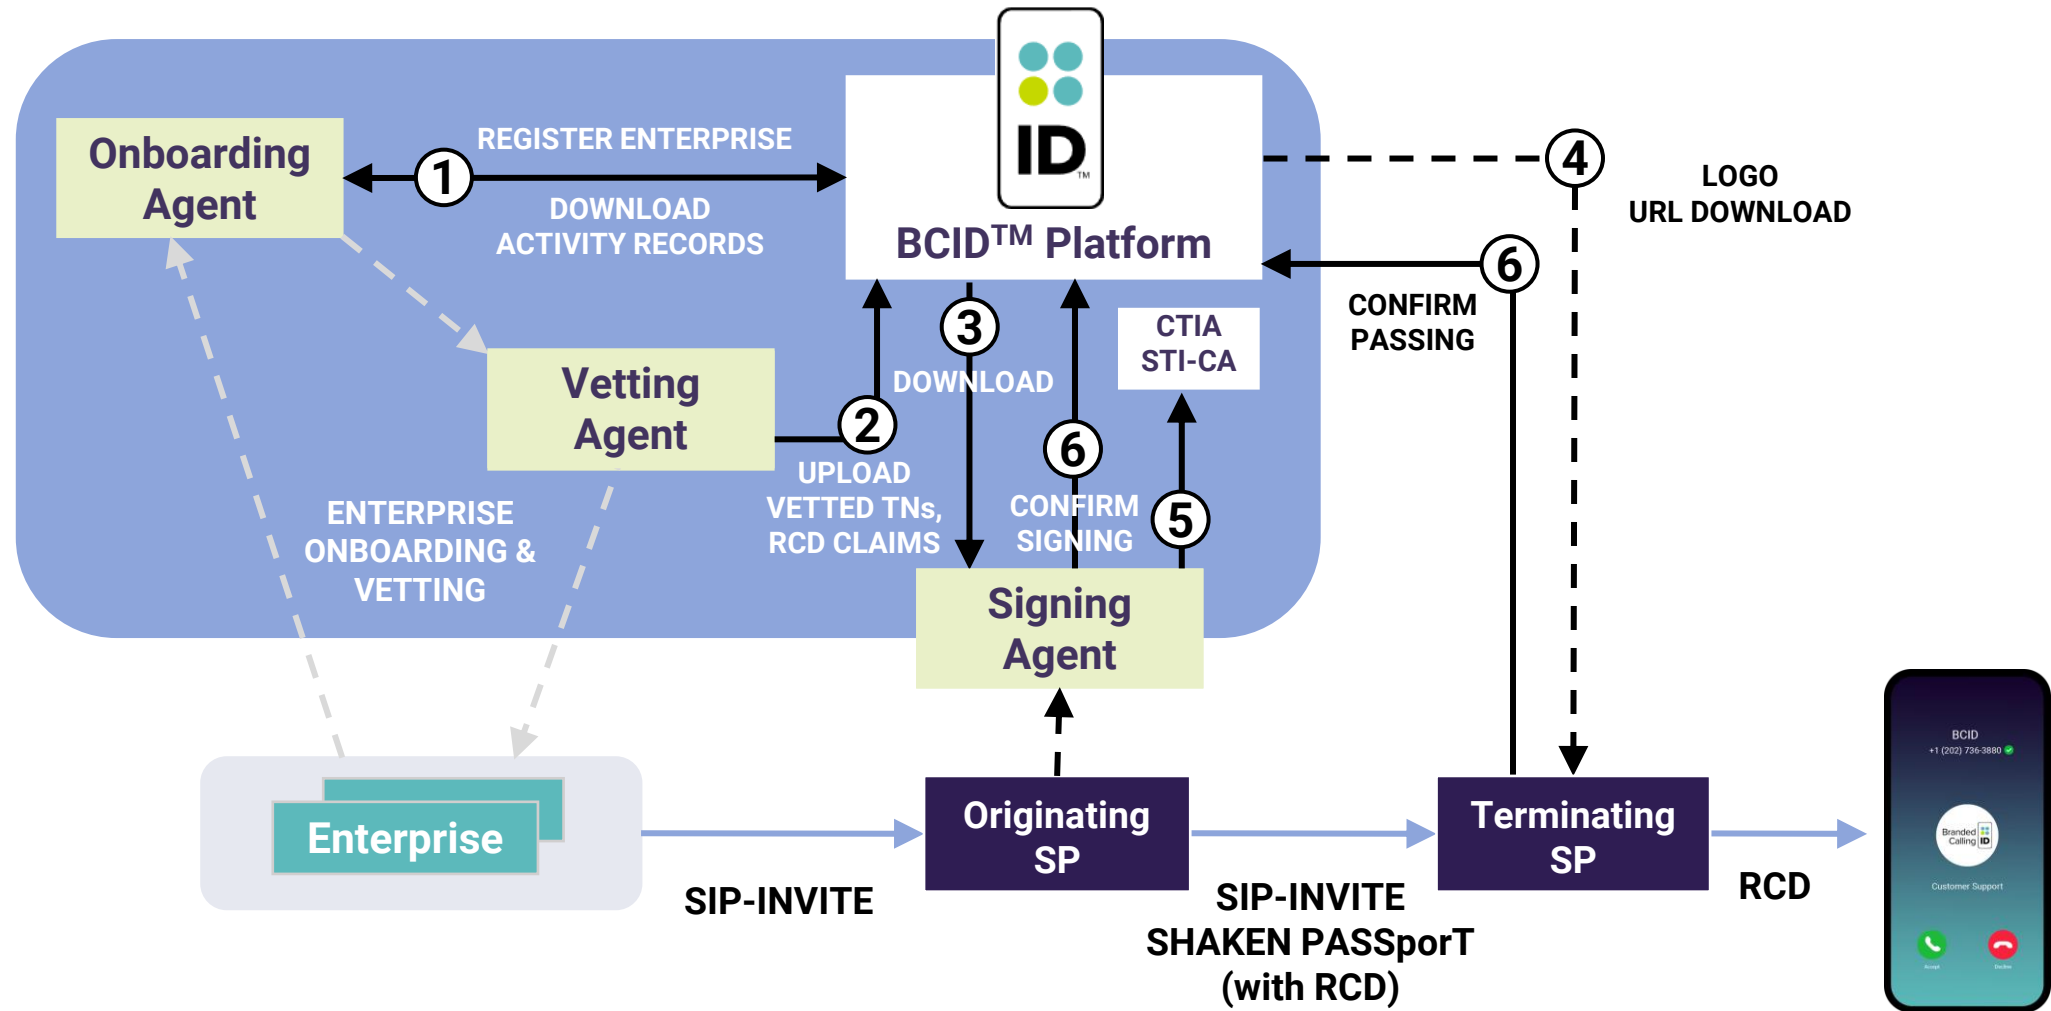 ID
TM
BCID™ Platform
Onboarding
Agent
1
REGISTER ENTERPRISE
DOWNLOAD
ACTIVITY RECORDS
4
LOGO
URL DOWNLOAD
6
CONFIRM
PASSING
3
DOWNLOAD
CTIA
STI-CA
Vetting
Agent
2
UPLOAD
VETTED TNs,
RCD CLAIMS
6
CONFIRM
SIGNING
5
ENTERPRISE
ONBOARDING &
VETTING
Signing
Agent
Enterprise
SIP-INVITE
Originating
SP
SIP-INVITE
SHAKEN PASSporT
(with RCD)
Terminating
SP
RCD
BCID
+1 (202) 736-3880
Branded
Calling ID
Customer Support
Accept
Decline